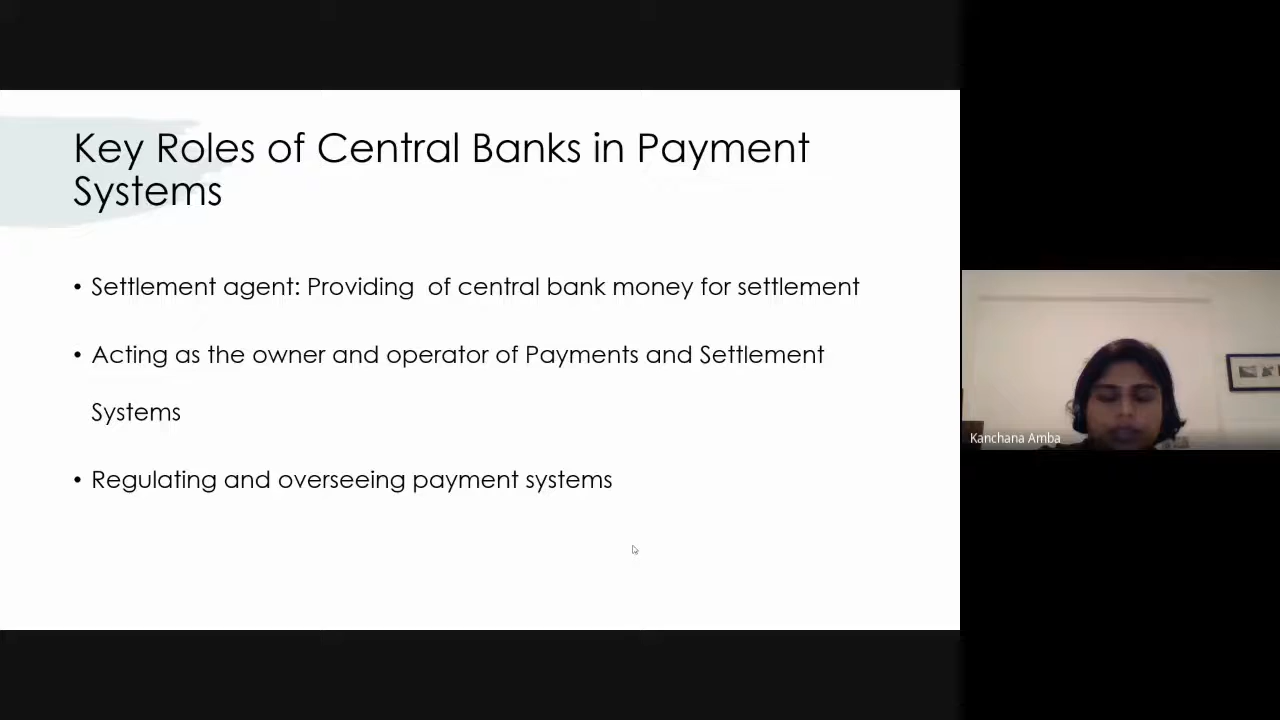 Key Roles of Central Banks in Payment
Systems
• Settlement agent: Providing  of central bank money for settlement
• Acting as the owner and operator of Payments and Settlement
Systems
• Regulating and overseeing payment systems
Kanchana Amba